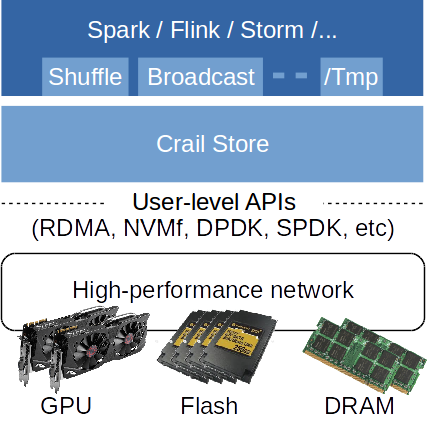 Spark / Flink / Storm /...
Shuffle Broadcast /Tmp
Crail Store
User-level APIs
(RDMA, NVMf, DPDK, SPDK, etc)
High-performance network
GPU Flash DRAM